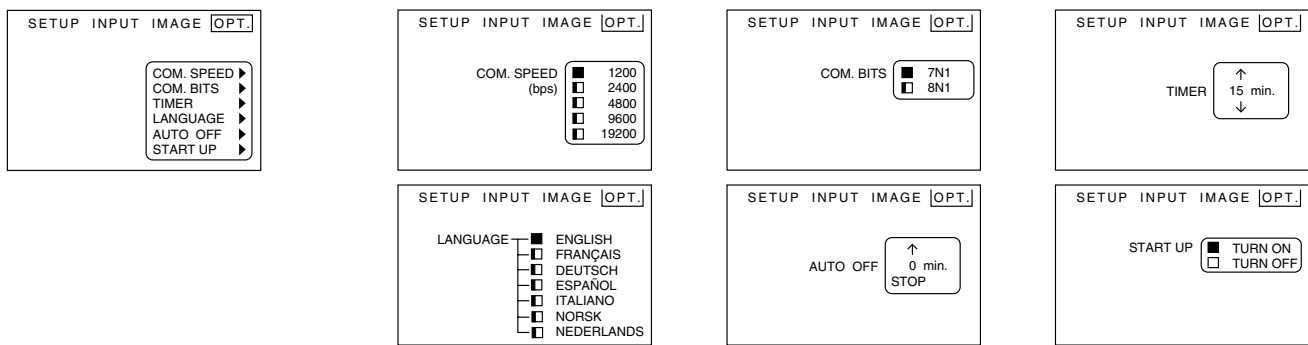 SETUP INPUT IMAGE OPT.
COM. SPEED
COM. BITS
TIMER
LANGUAGE
AUTO OFF
START UP
SETUP INPUT IMAGE OPT.
COM. SPEED 1200
(bps) 2400
4800
9600
19200
SETUP INPUT IMAGE OPT.
COM. BITS 7N1
8N1
SETUP INPUT IMAGE OPT.
TIMER 15 min.
SETUP INPUT IMAGE OPT.
LANGUAGE ENGLISH
FRANÇAIS
DEUTSCH
ESPAÑOL
ITALIANO
NORSK
NEDERLANDS
SETUP INPUT IMAGE OPT.
AUTO OFF 0 min.
STOP
SETUP INPUT IMAGE OPT.
START UP TURN ON
TURN OFF